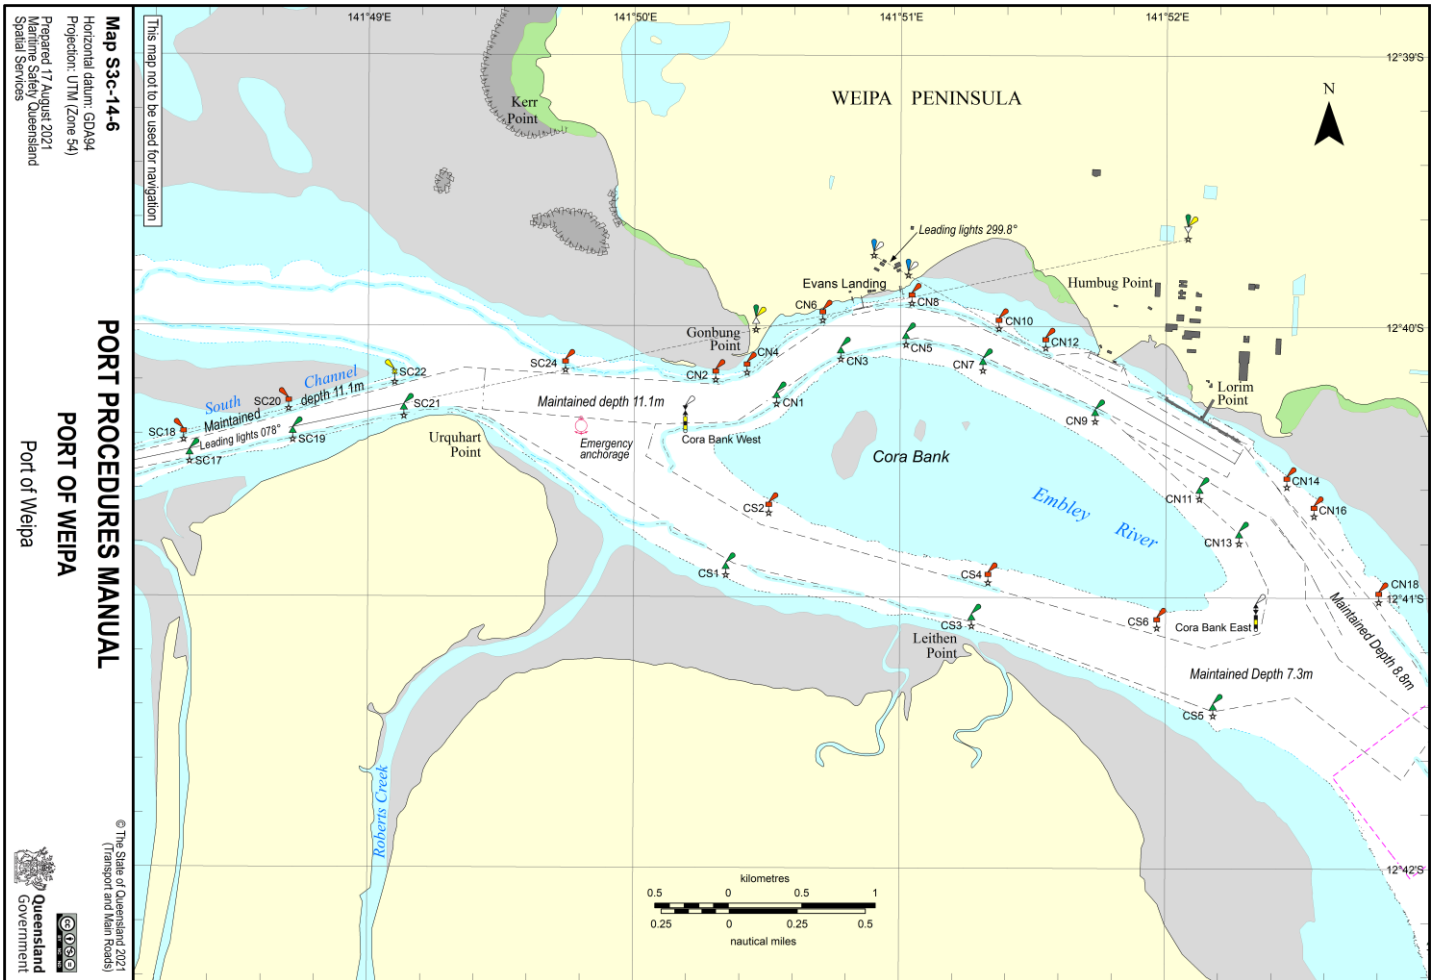 141°49'E
141°50'E
141°51'E
141°52'E
12°39'S
12°40'S
12°41'S
12°42'S
N
WEIPA PENINSULA
Kerr
Point
Leading lights 299.8°
Evans Landing
Humbug Point
Gonbung
Point
Lorim
Point
CN6
CN8
CN10
CN12
CN4
CN2
CN3
CN5
CN7
CN1
CN9
SC24
SC22
SC20
SC21
SC18
SC19
SC17
South Channel
Maintained depth 11.1m
Leading lights 078°
Maintained depth 11.1m
Urquhart
Point
Emergency
anchorage
Cora Bank West
Cora Bank
Embley River
CN11
CN13
CN14
CN16
CN18
CS2
CS1
CS4
CS3
CS6
CS5
Cora Bank East
Leithen
Point
Maintained Depth 7.3m
Maintained Depth 8.8m
Roberts Creek
kilometres
0.5 0 0.5 1
0.25 0 0.25 0.5
nautical miles
This map not to be used for navigation
Map S3c-14-6
Horizontal datum: GDA94
Projection: UTM (Zone 54)
Prepared 17 August 2021
Maritime Safety Queensland
Spatial Services
PORT PROCEDURES MANUAL
PORT OF WEIPA
Port of Weipa
© The State of Queensland 2021
(Transport and Main Roads)
Queensland
Government